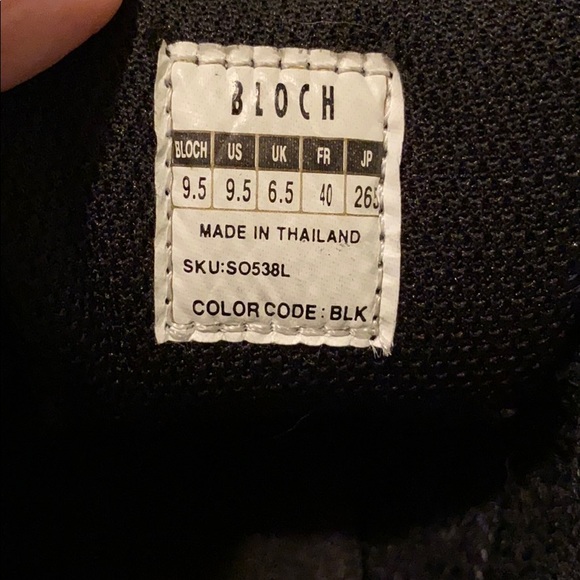 BLOCH
BLOCH US UK FR JP
9.5 9.5 6.5 40 265
MADE IN THAILAND
SKU:SO538L
COLOR CODE: BLK